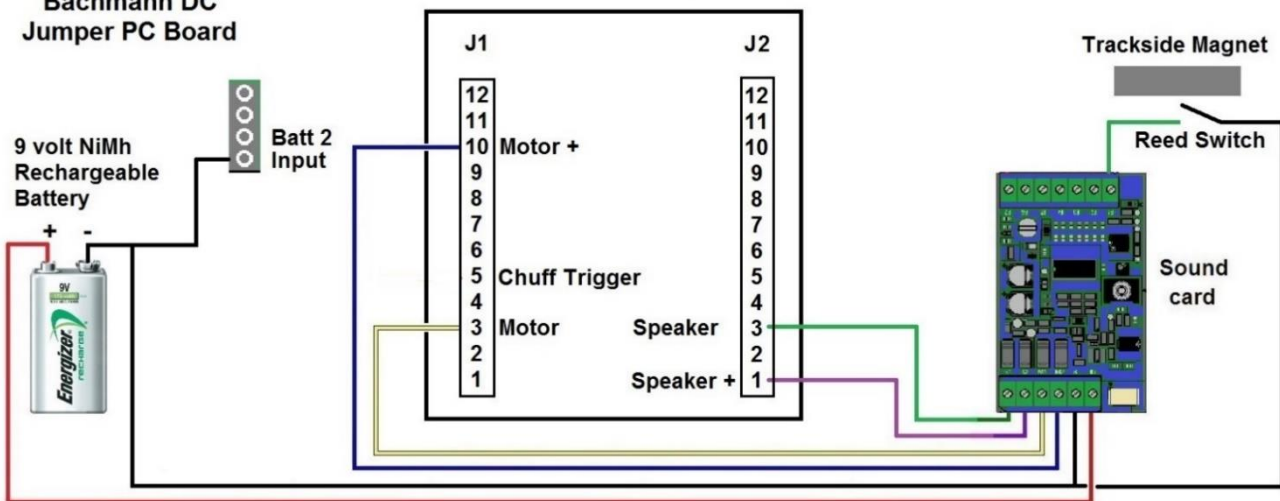 Bachmann DC
Jumper PC Board
J1
J2
Trackside Magnet
Reed Switch
9 volt NiMh
Rechargeable
Battery
+ -
Batt 2
Input
12
11
10 Motor +
9
8
7
6
5 Chuff Trigger
4
3 Motor
2
1
12
11
10
9
8
7
6
5
4
Speaker 3
2
Speaker + 1
Sound
card
9V
Energizer
recharge